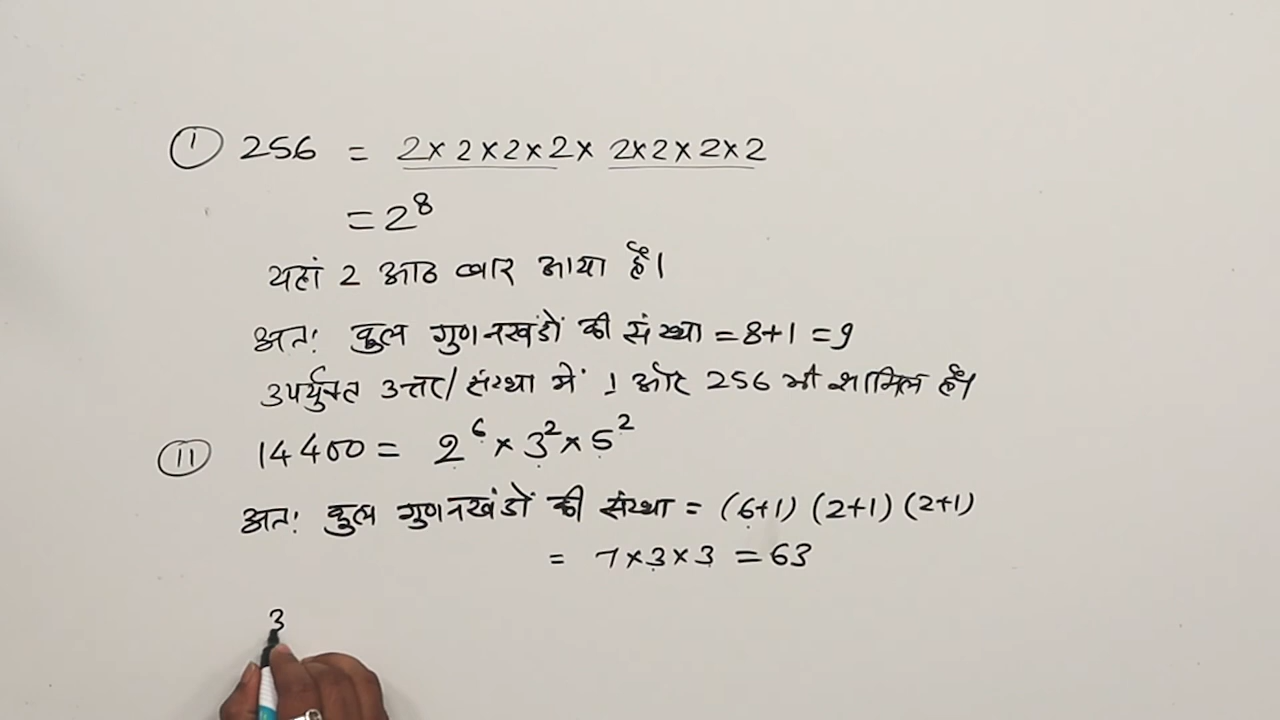 ① 256 = 2×2×2×2×2×2×2×2
= 2⁸
यहां 2 आठ बार आया है।
अतः कुल गुणनखंडों की संख्या = 8+1 = 9
उपर्युक्त उत्तर/संख्या में 1 और 256 भी शामिल हैं।
⑪ 14400 = 2⁶ × 3² × 5²
अतः कुल गुणनखंडों की संख्या = (6+1) (2+1) (2+1)
= 7×3×3 = 63
3